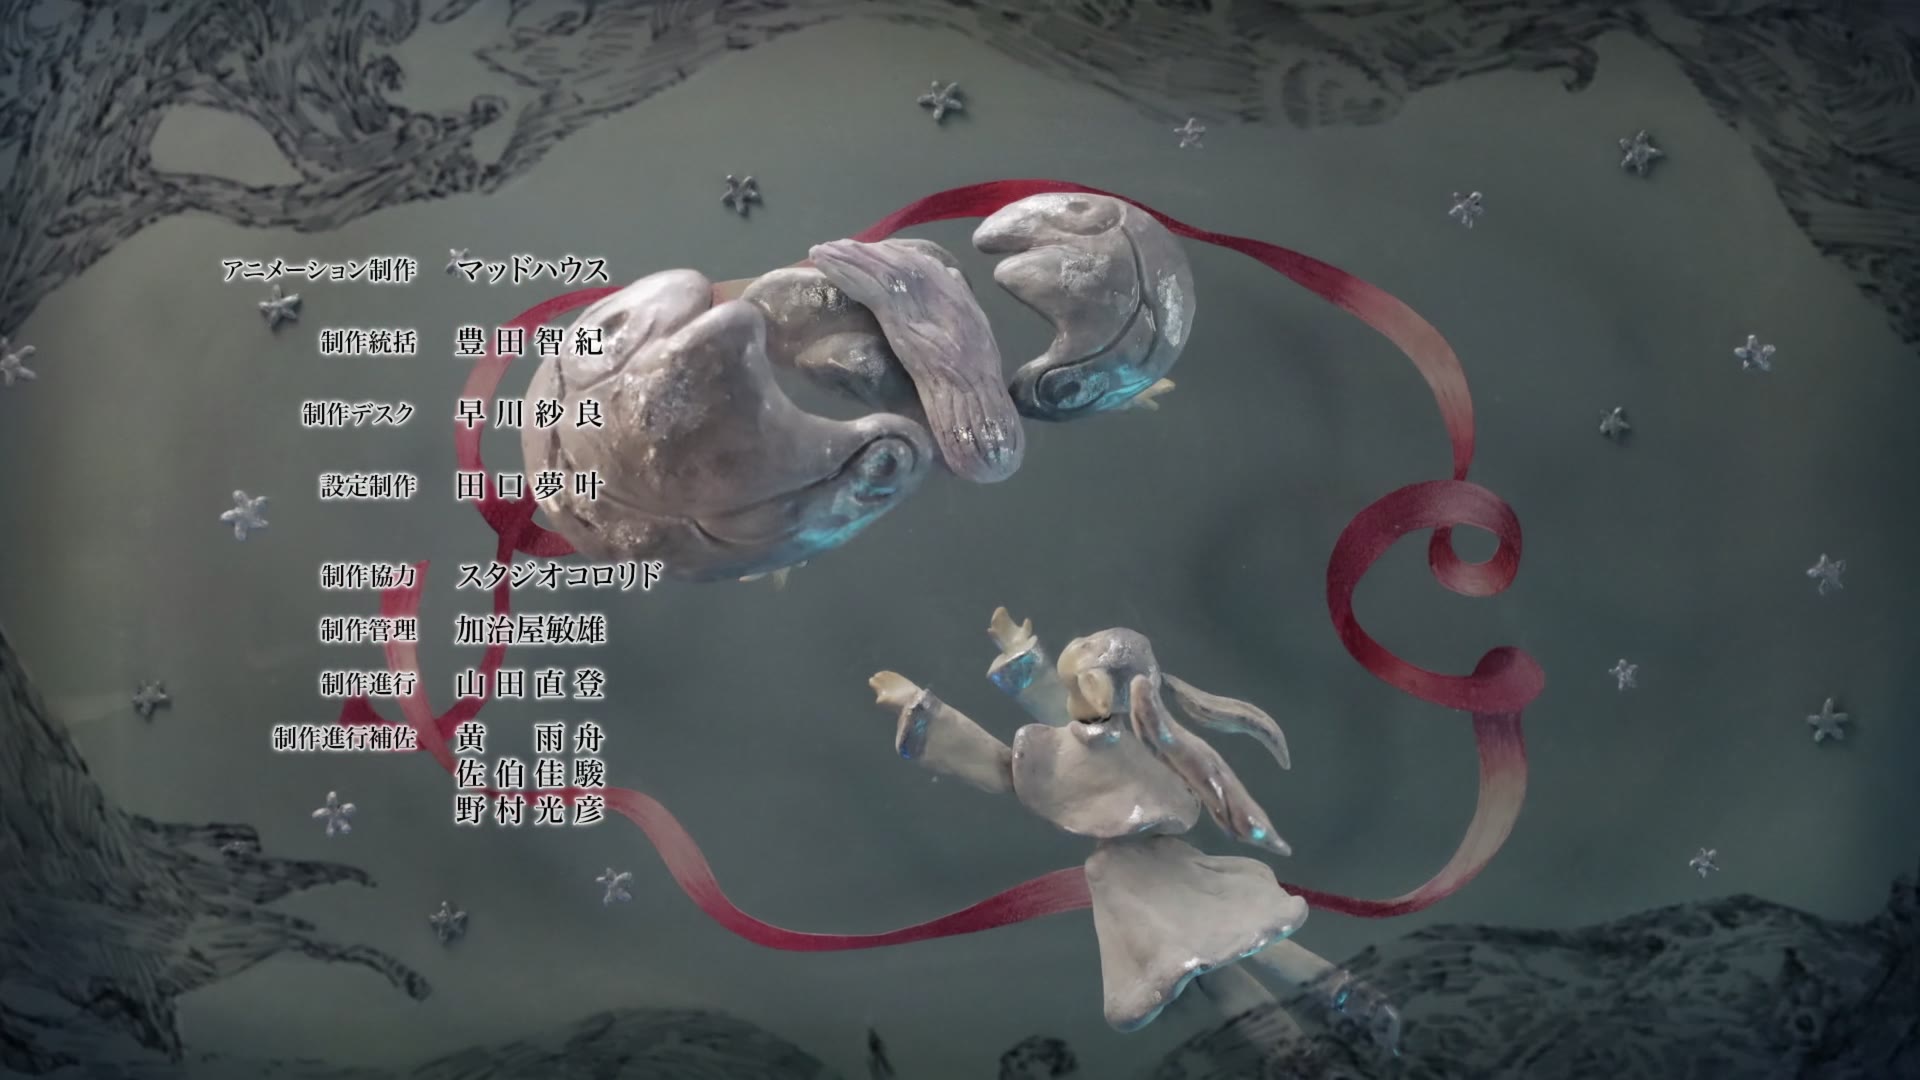 アニメーション制作 マッドハウス
制作統括 豊田智紀
制作デスク 早川紗良
設定制作 田口夢叶
制作協力 スタジオコロリド
制作管理 加治屋敏雄
制作進行 山田直登
制作進行補佐 黄 雨舟
佐伯佳駿
野村光彦